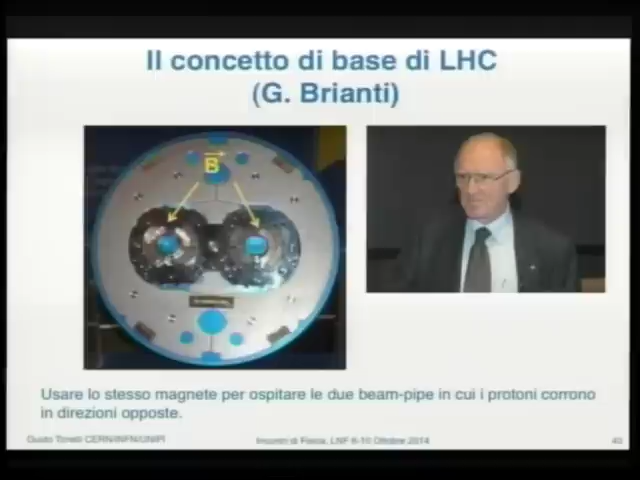 Il concetto di base di LHC
(G. Brianti)
B
Usare lo stesso magnete per ospitare le due beam-pipe in cui i protoni corrono
in direzioni opposte.
Guido Tonelli CERN/INFN/UNIPI
Incontri di Fisica, LNF 6-10 Ottobre 2014